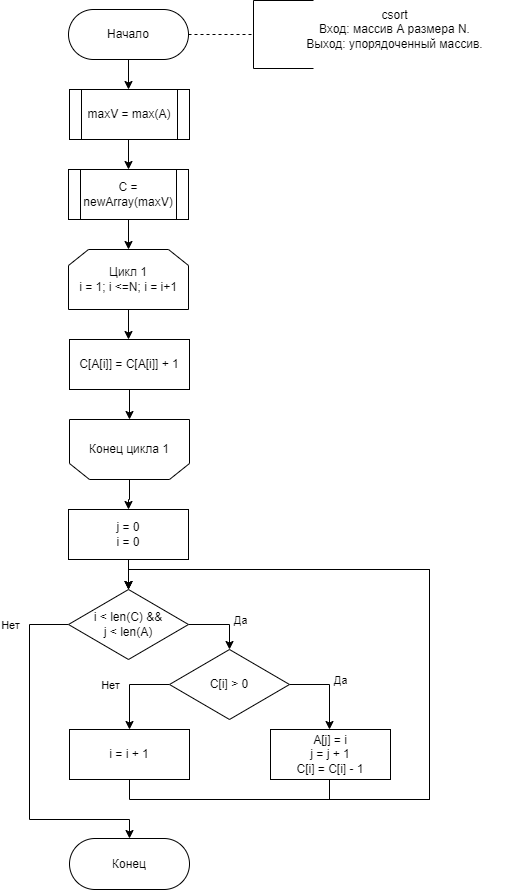 Начало
csort
Вход: массив A размера N.
Выход: упорядоченный массив.
maxV = max(A)
C =
newArray(maxV)
Цикл 1
i = 1; i <=N; i = i+1
C[A[i]] = C[A[i]] + 1
Конец цикла 1
j = 0
i = 0
i < len(C) &&
j < len(A)
Нет
Да
C[i] > 0
Нет
Да
i = i + 1
A[j] = i
j = j + 1
C[i] = C[i] - 1
Конец